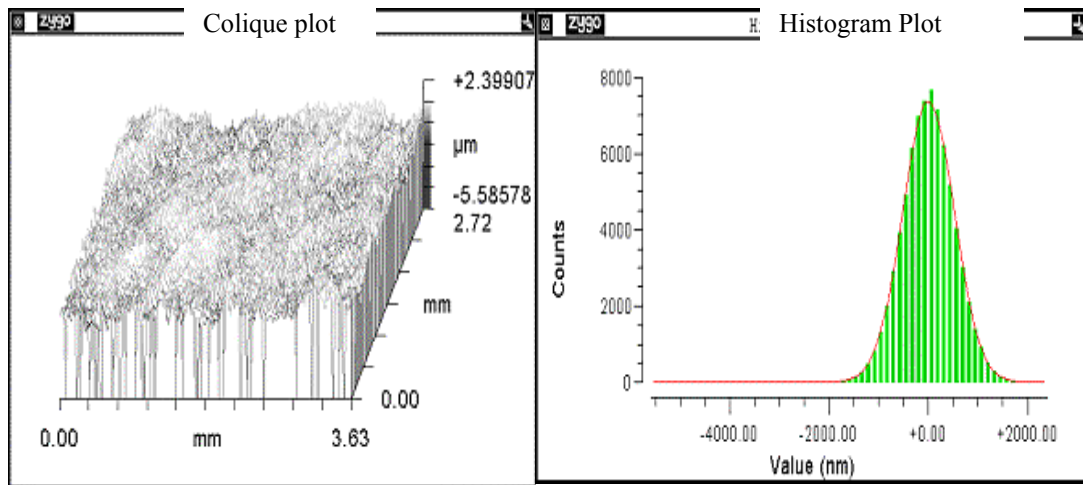 zygo
Colique plot
+2.39907
µm
-5.58578
2.72
mm
0.00
0.00
mm
3.63
zygo
Histogram Plot
8000
6000
4000
2000
0
Counts
-4000.00
-2000.00
+0.00
+2000.00
Value (nm)